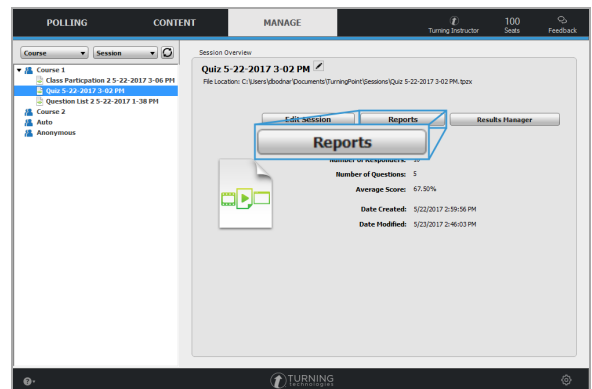 POLLING CONTENT MANAGE Turning Instructor 100 Seats Feedback
Course Session
Course 1
Class Particpation 2 5-22-2017 3-06 PM
Quiz 5-22-2017 3-02 PM
Question List 2 5-22-2017 1-38 PM
Course 2
Auto
Anonymous
Session Overview
Quiz 5-22-2017 3-02 PM
File Location: C:\Users\dbodnar\Documents\TurningPoint\Sessions\Quiz 5-22-2017 3-02 PM.tpzx
Edit Session Reports Results Manager
Reports
Number of Responders:
Number of Questions: 5
Average Score: 67.50%
Date Created: 5/22/2017 2:59:56 PM
Date Modified: 5/23/2017 2:46:03 PM
TURNING
Technologies